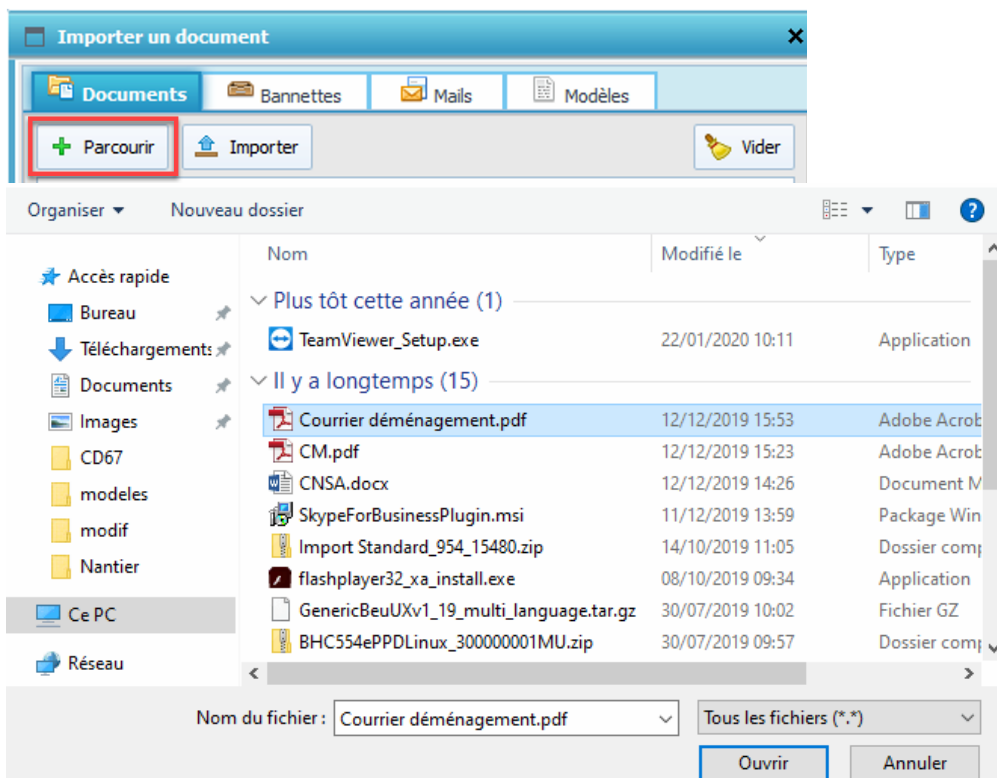 Importer un document
Documents Bannettes Mails Modèles
Parcourir Importer Vider
Organiser Nouveau dossier
Nom Modifié le Type
Accès rapide
Bureau
Téléchargements
Documents
Images
CD67
modeles
modif
Nantier
Ce PC
Réseau
Plus tôt cette année (1)
TeamViewer_Setup.exe 22/01/2020 10:11 Application
Il y a longtemps (15)
Courrier déménagement.pdf 12/12/2019 15:53 Adobe Acrob
CM.pdf 12/12/2019 15:23 Adobe Acrob
CNSA.docx 12/12/2019 14:26 Document M
SkypeForBusinessPlugin.msi 11/12/2019 13:59 Package Win
Import Standard_954_15480.zip 14/10/2019 11:05 Dossier comp
flashplayer32_xa_install.exe 08/10/2019 09:34 Application
GenericBeuUXv1_19_multi_language.tar.gz 30/07/2019 10:02 Fichier GZ
BHC554ePPDLinux_300000001MU.zip 30/07/2019 09:57 Dossier comp
Nom du fichier : Courrier déménagement.pdf Tous les fichiers (*.*)
Ouvrir Annuler